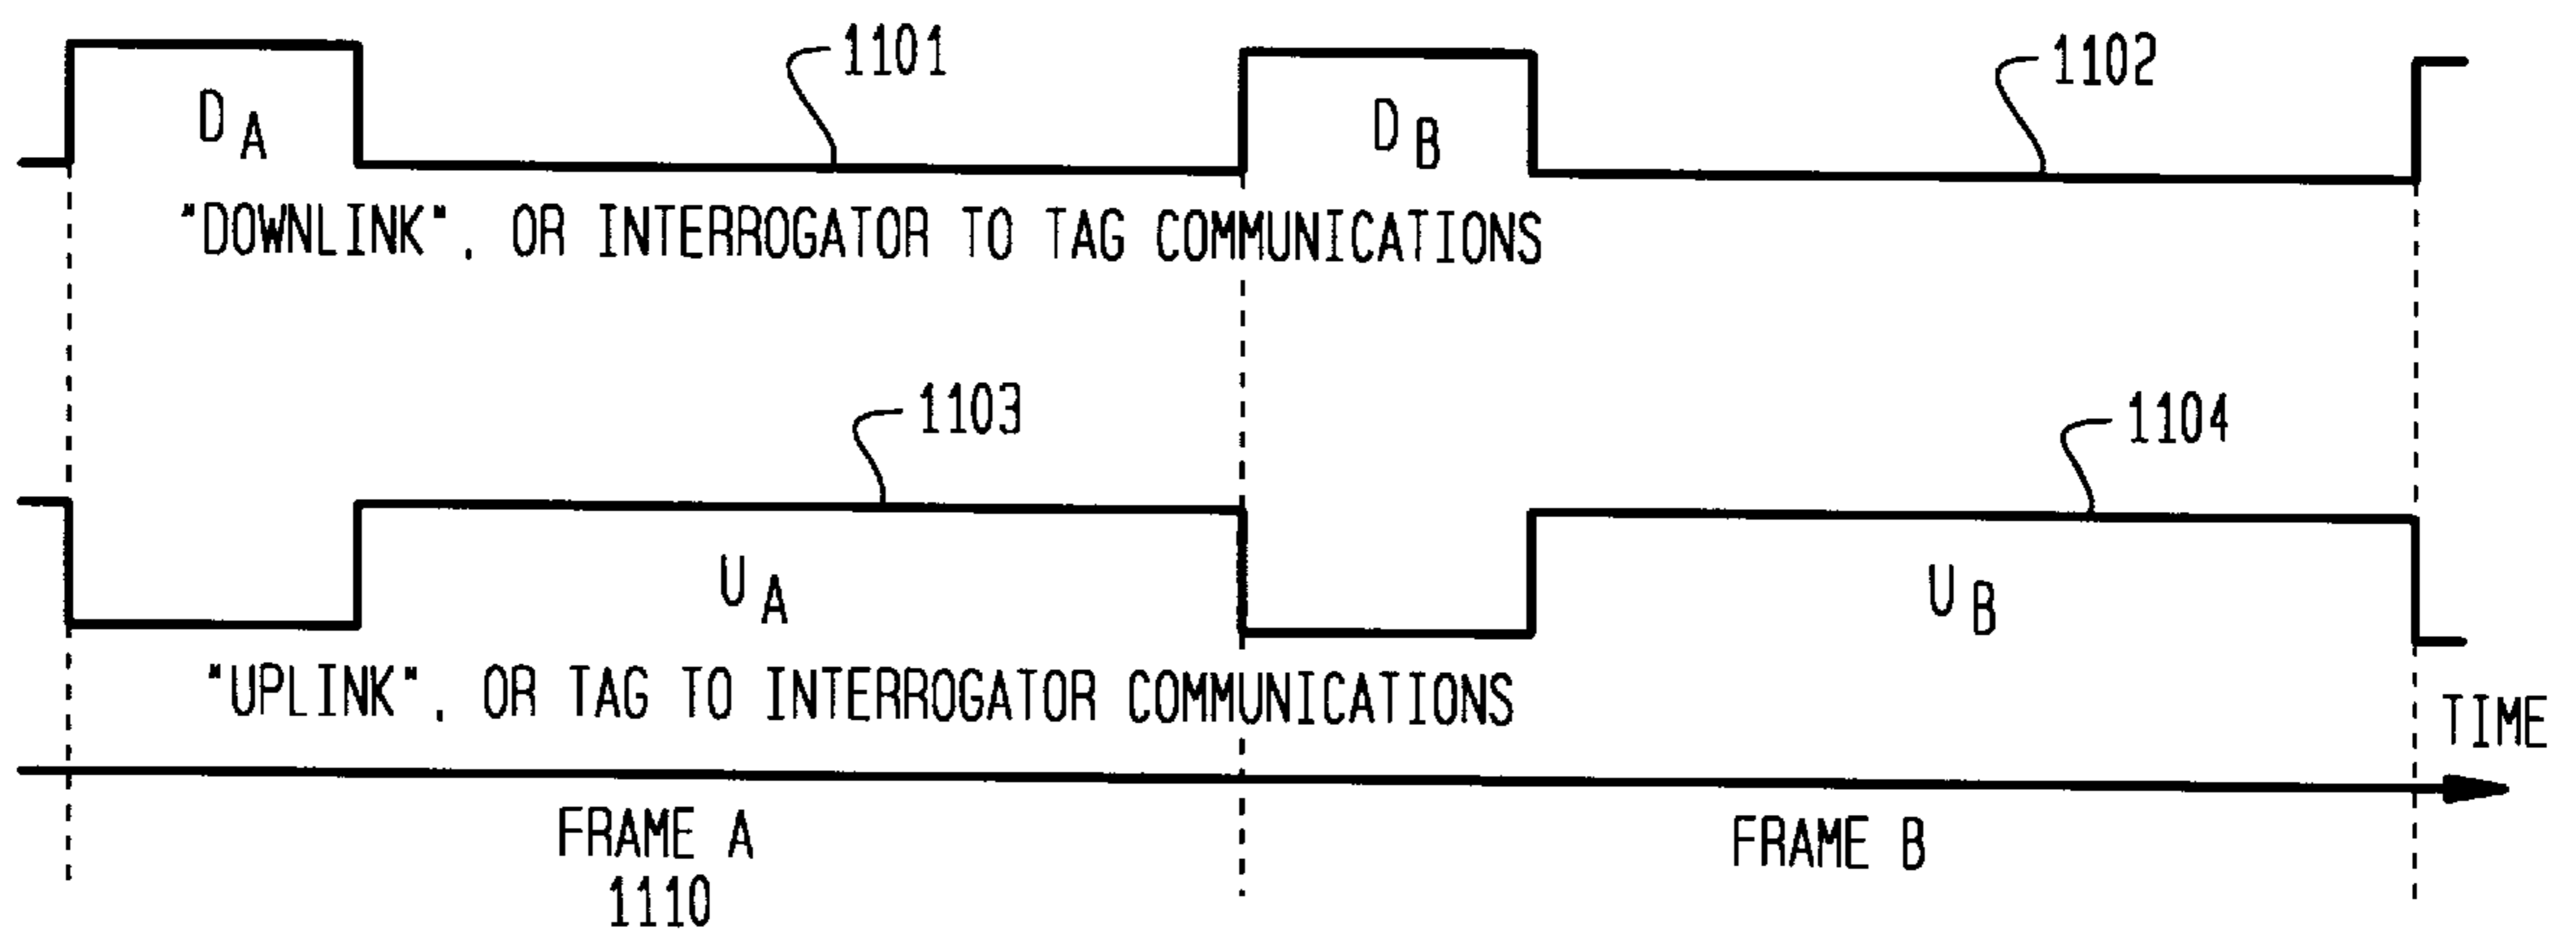 1101
1102
D A
D B
"DOWNLINK", OR INTERROGATOR TO TAG COMMUNICATIONS
1103
1104
U A
U B
"UPLINK", OR TAG TO INTERROGATOR COMMUNICATIONS
TIME
FRAME A
1110
FRAME B